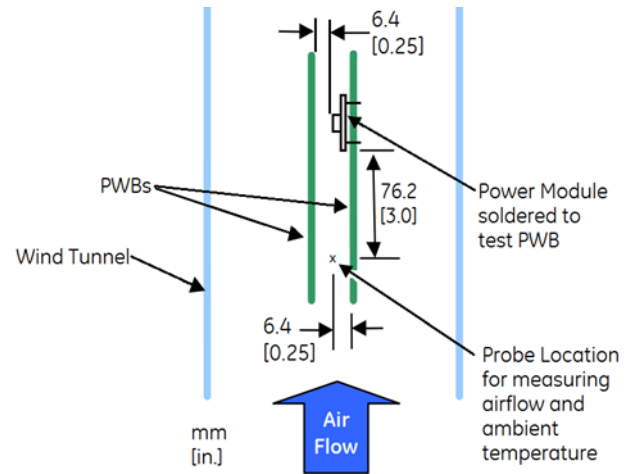 6.4
[0.25]
PWBs
76.2
[3.0]
Power Module
soldered to
test PWB
Wind Tunnel
x
6.4
[0.25]
Probe Location
for measuring
airflow and
ambient
temperature
Air
Flow
mm
[in.]